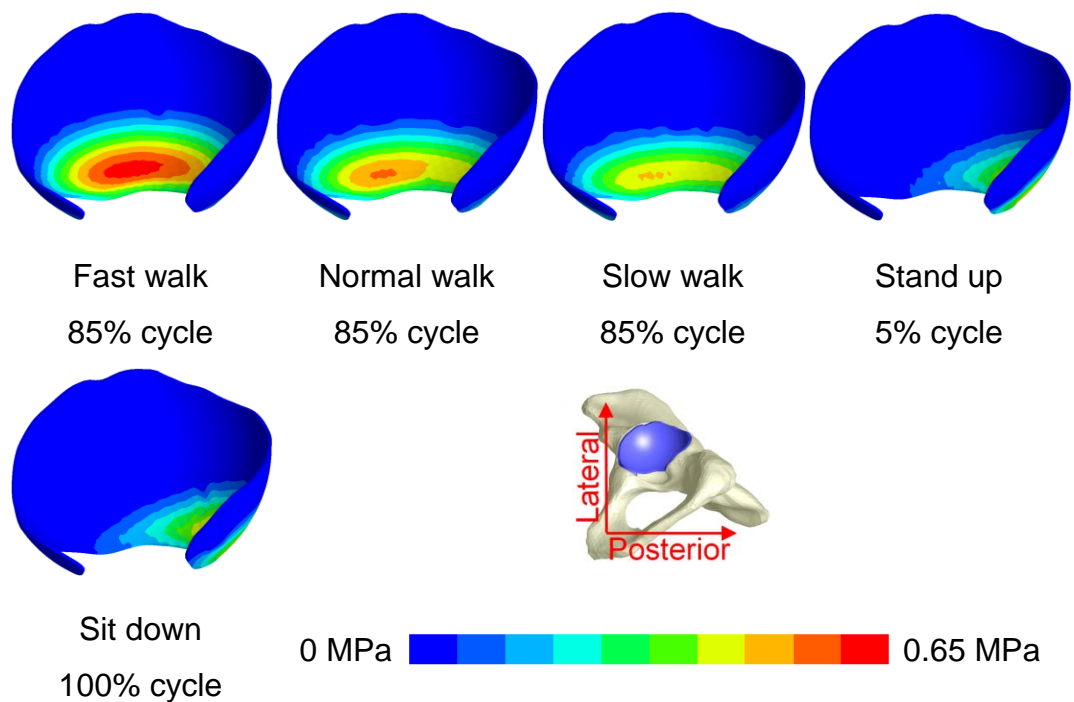 Fast walk
85% cycle
Normal walk
85% cycle
Slow walk
85% cycle
Stand up
5% cycle
Sit down
100% cycle
Lateral
Posterior
0 MPa
0.65 MPa